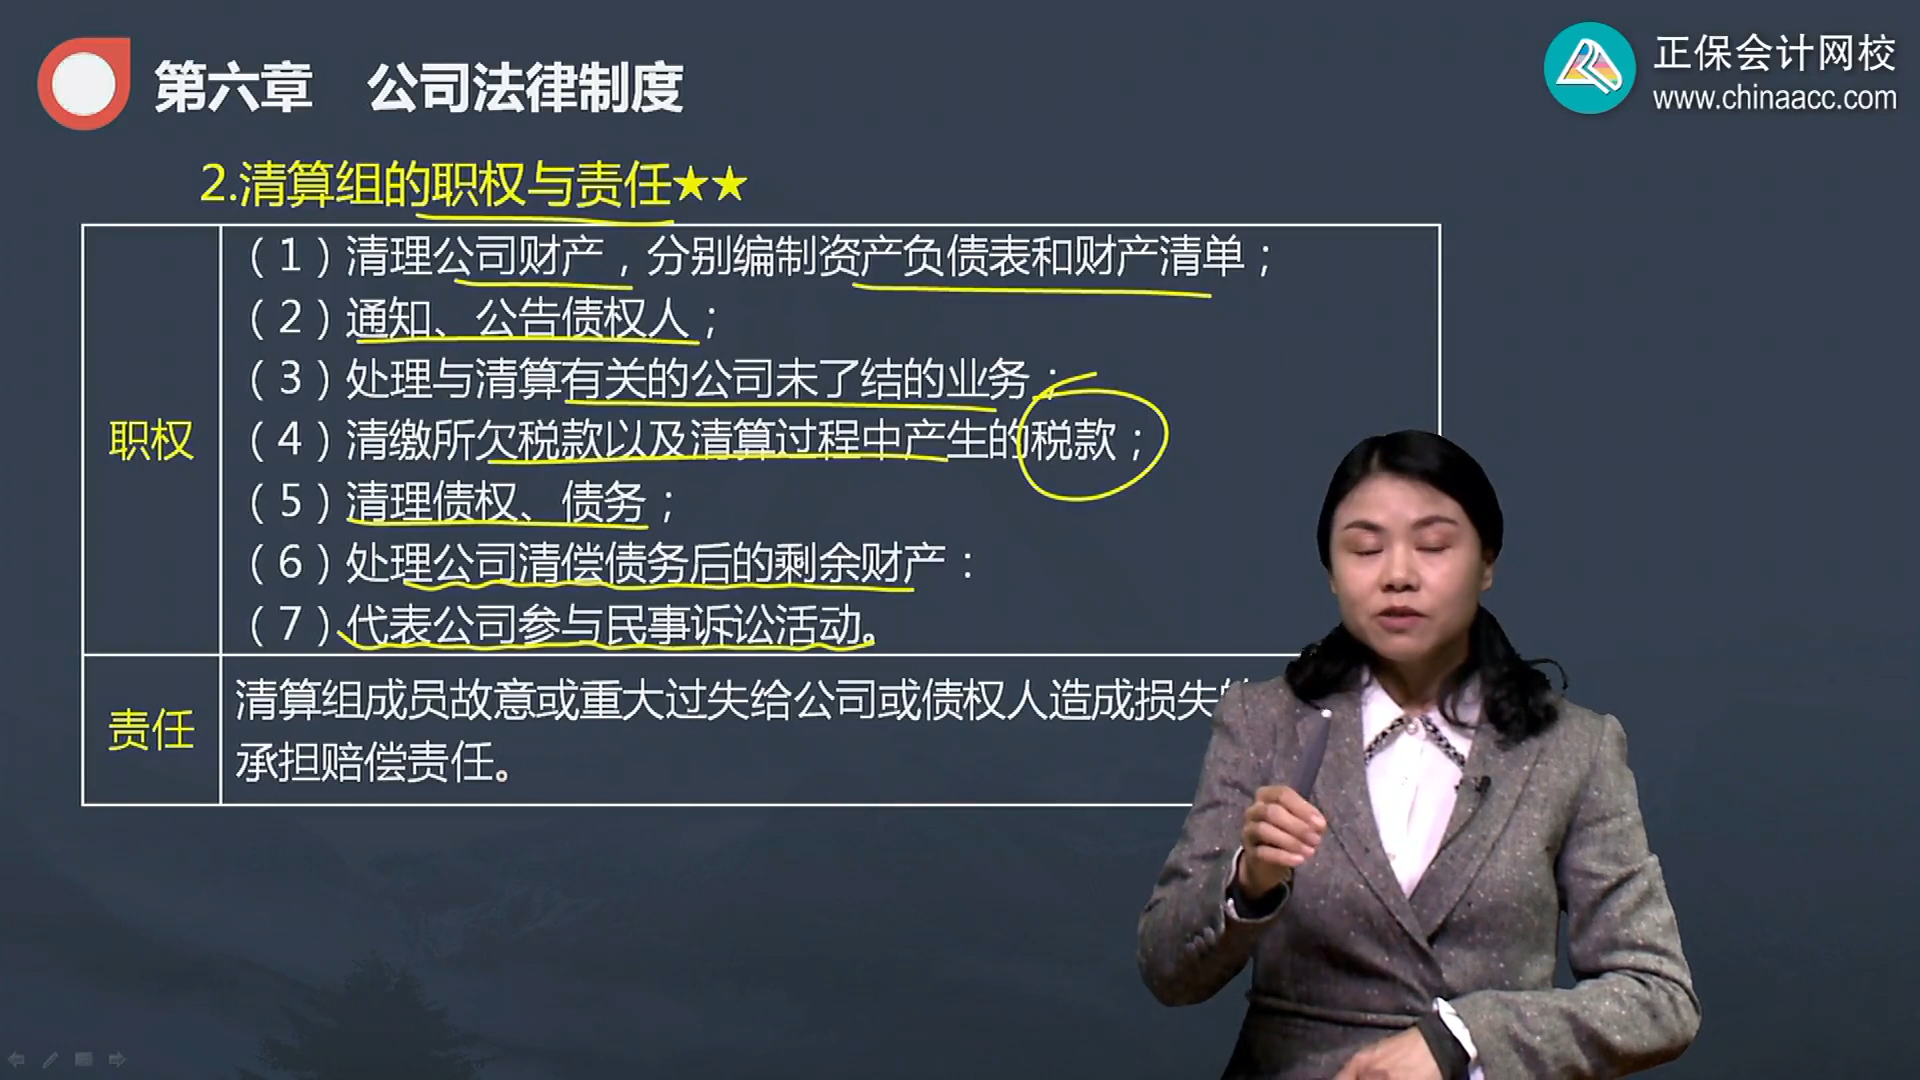 第六章 公司法律制度
正保会计网校
www.chinaacc.com
2.清算组的职权与责任★★
职权
（1）清理公司财产，分别编制资产负债表和财产清单；
（2）通知、公告债权人；
（3）处理与清算有关的公司未了结的业务；
（4）清缴所欠税款以及清算过程中产生的税款；
（5）清理债权、债务；
（6）处理公司清偿债务后的剩余财产：
（7）代表公司参与民事诉讼活动。
责任
清算组成员故意或重大过失给公司或债权人造成损失
承担赔偿责任。